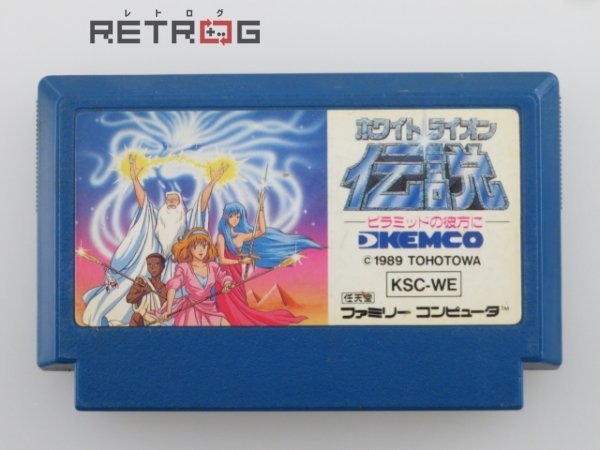 レトログ
RETROG
ホワイトライオン
伝説
ピラミッドの彼方に
KEMCO
© 1989 TOHOTOWA
KSC-WE
任天堂
ファミリー コンピュータ™